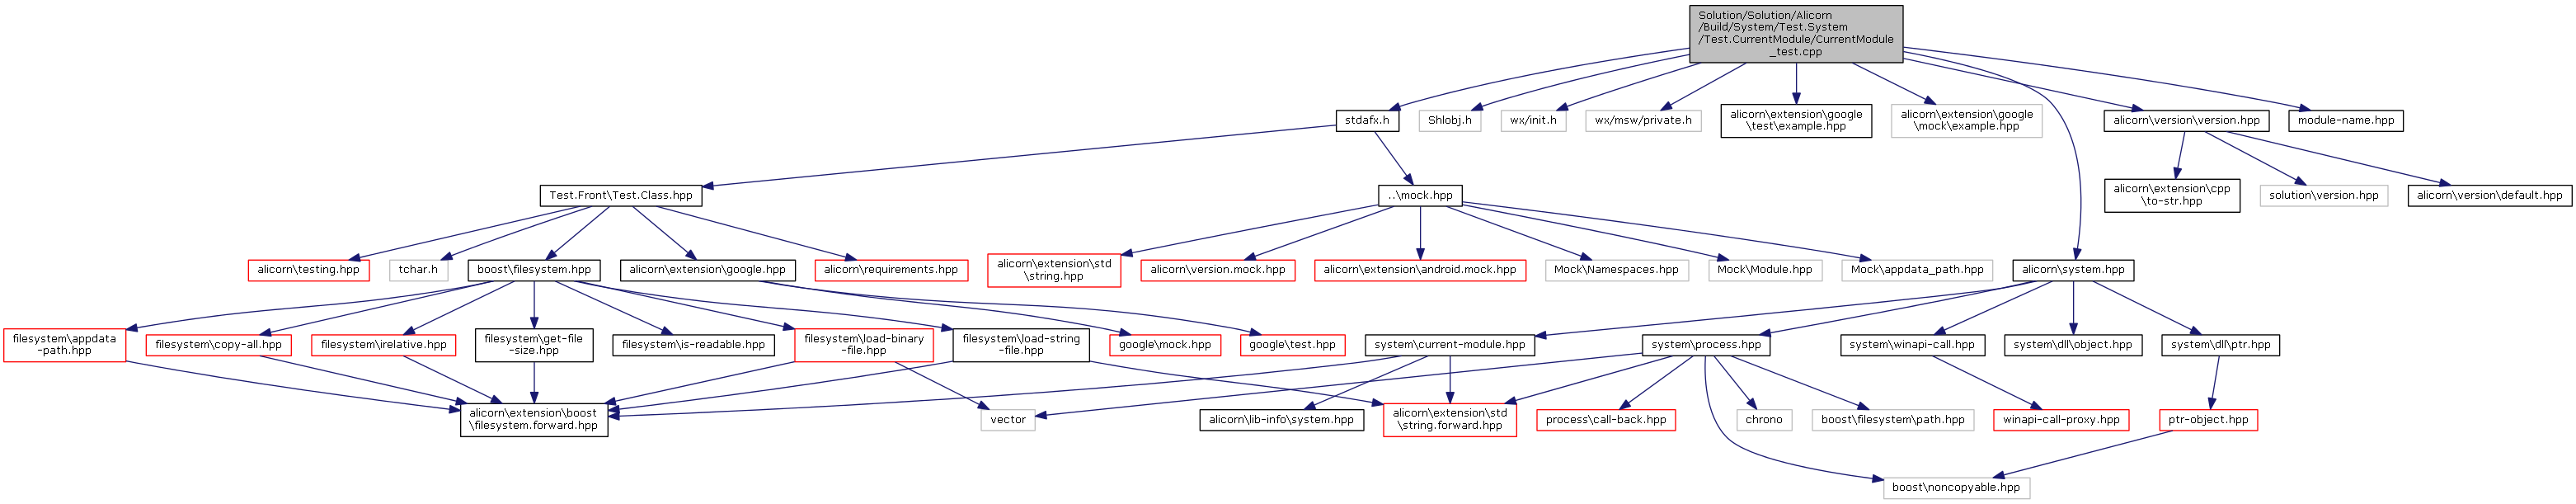 Solution/Solution/Alicorn
/Build/System/Test.System
/Test.CurrentModule/CurrentModule
_test.cpp
stdafx.h
Shlobj.h
wx/init.h
wx/msw/private.h
alicorn\extension\google
\test\example.hpp
alicorn\extension\google
\mock\example.hpp
alicorn\version\version.hpp
module-name.hpp
Test.Front\Test.Class.hpp
..\mock.hpp
alicorn\extension\cpp
\to-str.hpp
solution\version.hpp
alicorn\version\default.hpp
alicorn\testing.hpp
tchar.h
boost\filesystem.hpp
alicorn\extension\google.hpp
alicorn\requirements.hpp
alicorn\extension\std
\string.hpp
alicorn\version.mock.hpp
alicorn\extension\android.mock.hpp
Mock\Namespaces.hpp
Mock\Module.hpp
Mock\appdata_path.hpp
alicorn\system.hpp
filesystem\appdata
-path.hpp
filesystem\copy-all.hpp
filesystem\irelative.hpp
filesystem\get-file
-size.hpp
filesystem\is-readable.hpp
filesystem\load-binary
-file.hpp
filesystem\load-string
-file.hpp
google\mock.hpp
google\test.hpp
system\current-module.hpp
system\process.hpp
system\winapi-call.hpp
system\dll\object.hpp
system\dll\ptr.hpp
alicorn\extension\boost
\filesystem.forward.hpp
vector
alicorn\lib-info\system.hpp
alicorn\extension\std
\string.forward.hpp
process\call-back.hpp
chrono
boost\filesystem\path.hpp
winapi-call-proxy.hpp
ptr-object.hpp
boost\noncopyable.hpp